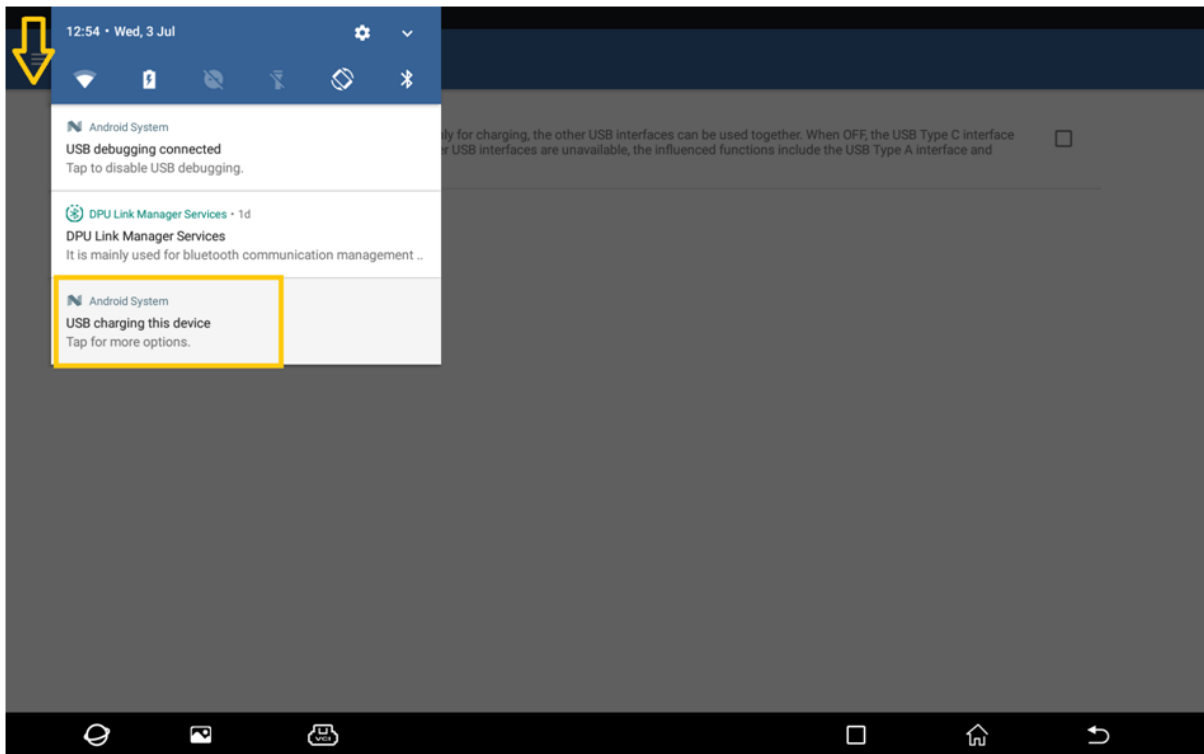 12:54 • Wed, 3 Jul
Android System
USB debugging connected
Tap to disable USB debugging.
DPU Link Manager Services • 1d
DPU Link Manager Services
It is mainly used for bluetooth communication management ..
Android System
USB charging this device
Tap for more options.
ly for charging, the other USB interfaces can be used together. When OFF, the USB Type C interface
r USB interfaces are unavailable, the influenced functions include the USB Type A interface and
VCI